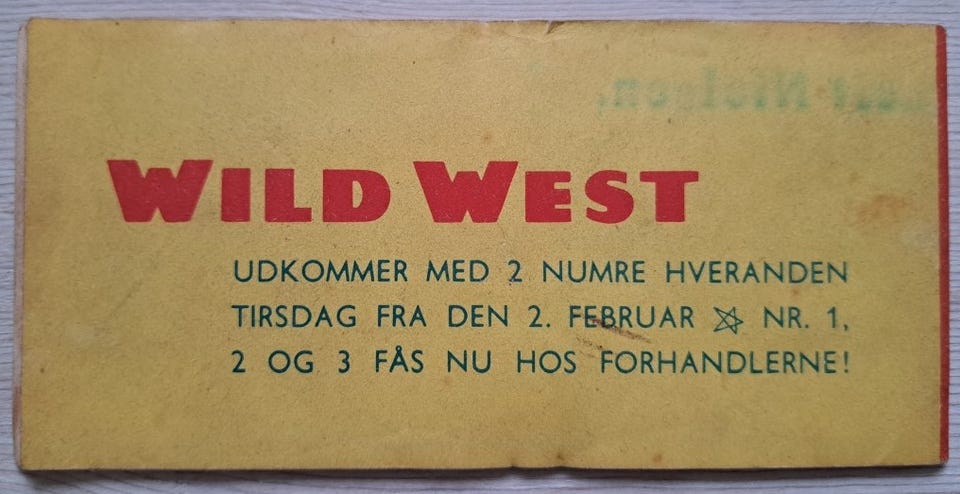 WILD WEST
UDKOMMER MED 2 NUMRE HVERANDEN
TIRSDAG FRA DEN 2. FEBRUAR ☆ NR. 1,
2 OG 3 FÅS NU HOS FORHANDLERNE!